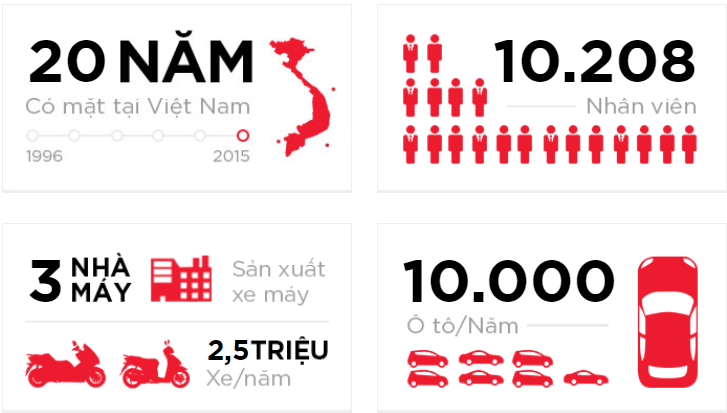 20 NĂM
Có mặt tại Việt Nam
1996 2015
10.208
Nhân viên
3 NHÀ MÁY
Sản xuất
xe máy
2,5TRIỆU
Xe/năm
10.000
Ô tô/Năm